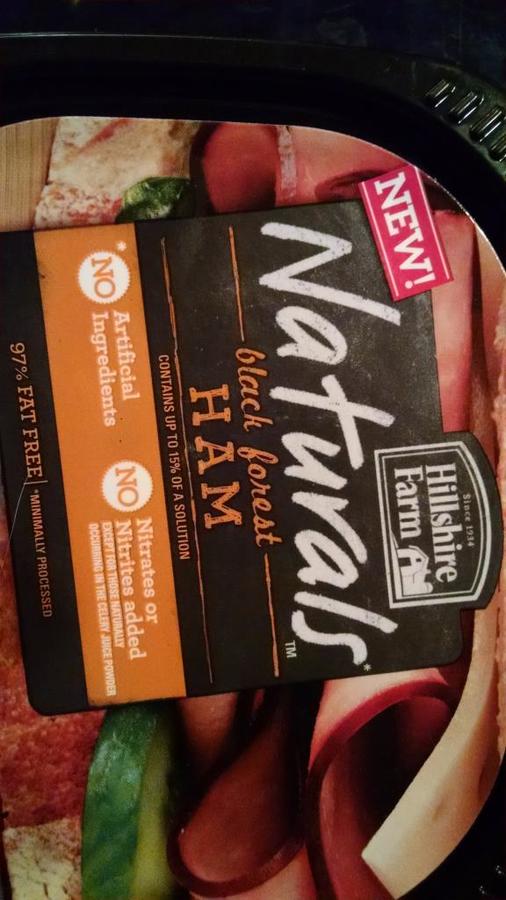 NEW!
Hillshire
Farm
Since 1934
Naturals*
TM
black forest
HAM
CONTAINS UP TO 15% OF A SOLUTION
* NO Artificial
Ingredients
NO Nitrates or
Nitrites added
EXCEPT FOR THOSE NATURALLY
OCCURRING IN THE CELERY JUICE POWDER
97% FAT FREE | *MINIMALLY PROCESSED